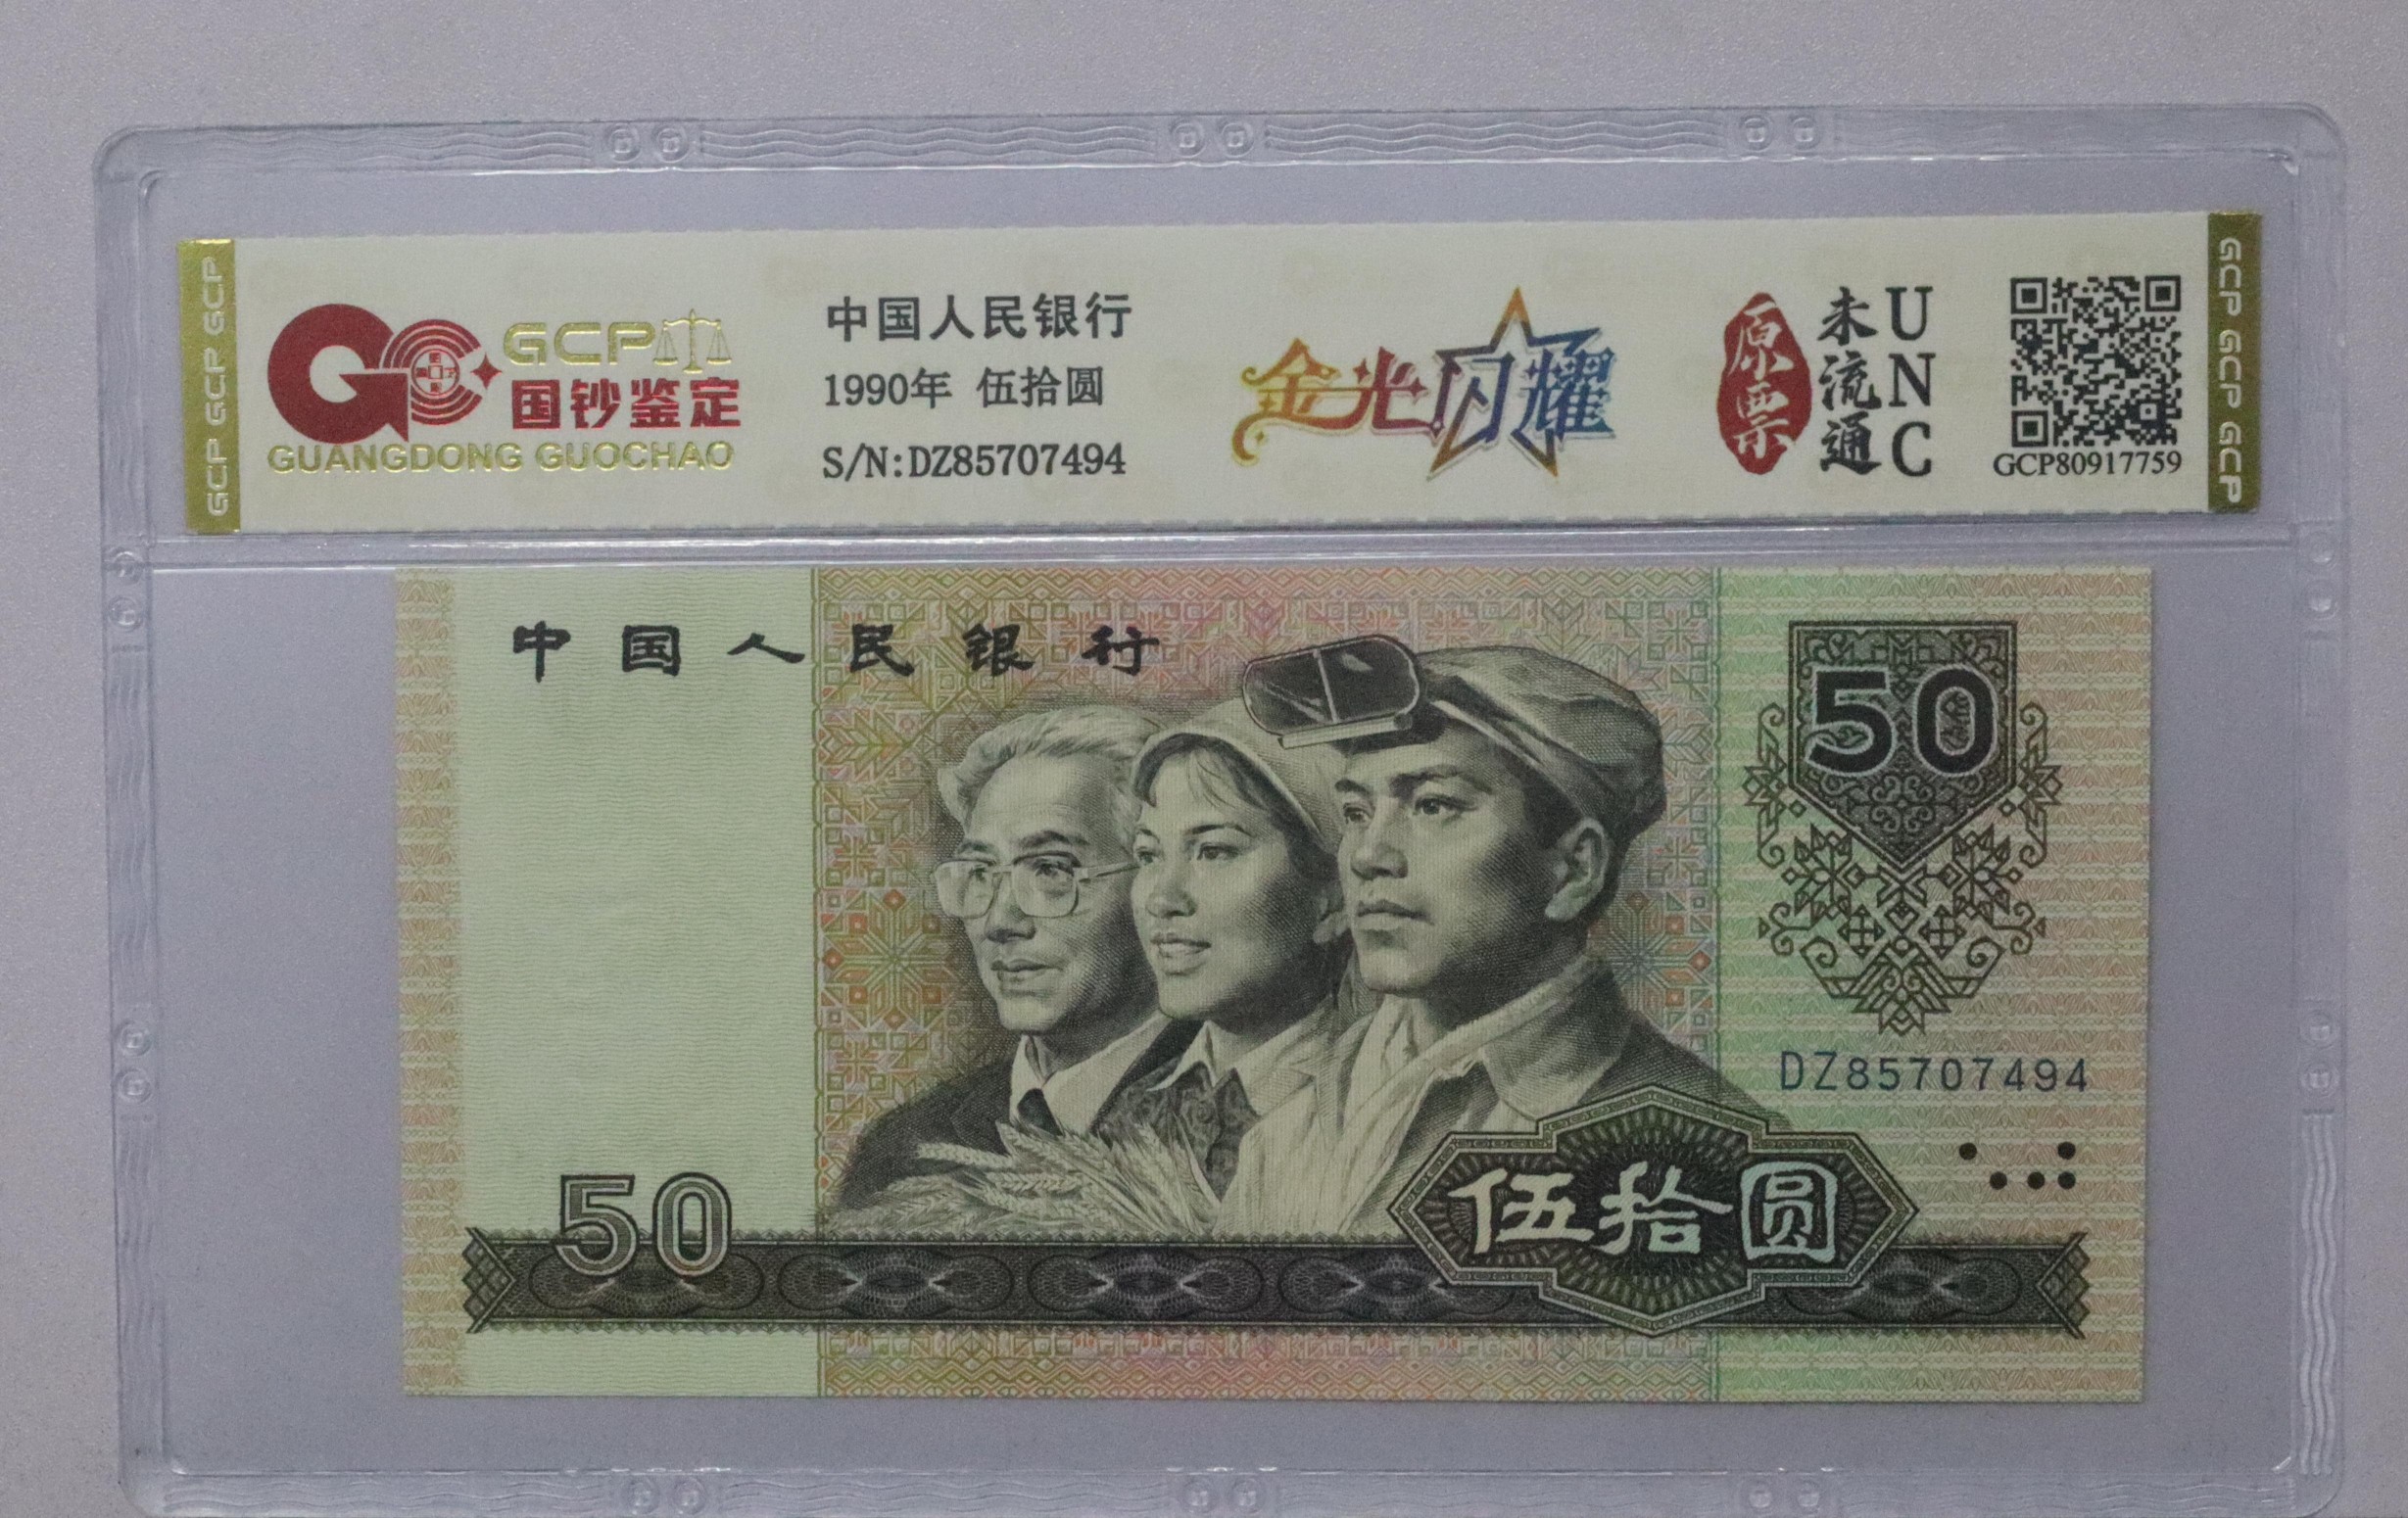 GCP GCP GCP
GCP
国钞鉴定
GUANGDONG GUOCHAO
中国人民银行
1990年 伍拾圆
S/N:DZ85707494
金光闪耀
原票
未流通
UNC
GCP80917759
GCP GCP GCP
中国人民银行
50
DZ85707494
50
伍拾圆